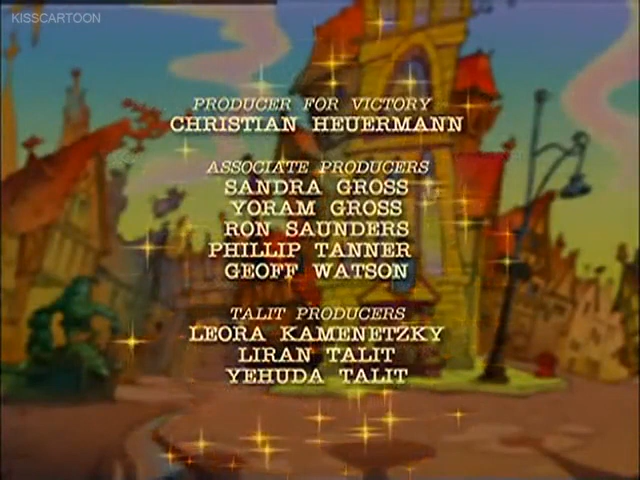 KISSCARTOON
PRODUCER FOR VICTORY
CHRISTIAN HEUERMANN
ASSOCIATE PRODUCERS
SANDRA GROSS
YORAM GROSS
RON SAUNDERS
PHILLIP TANNER
GEOFF WATSON
TALIT PRODUCERS
LEORA KAMENETZKY
LIRAN TALIT
YEHUDA TALIT